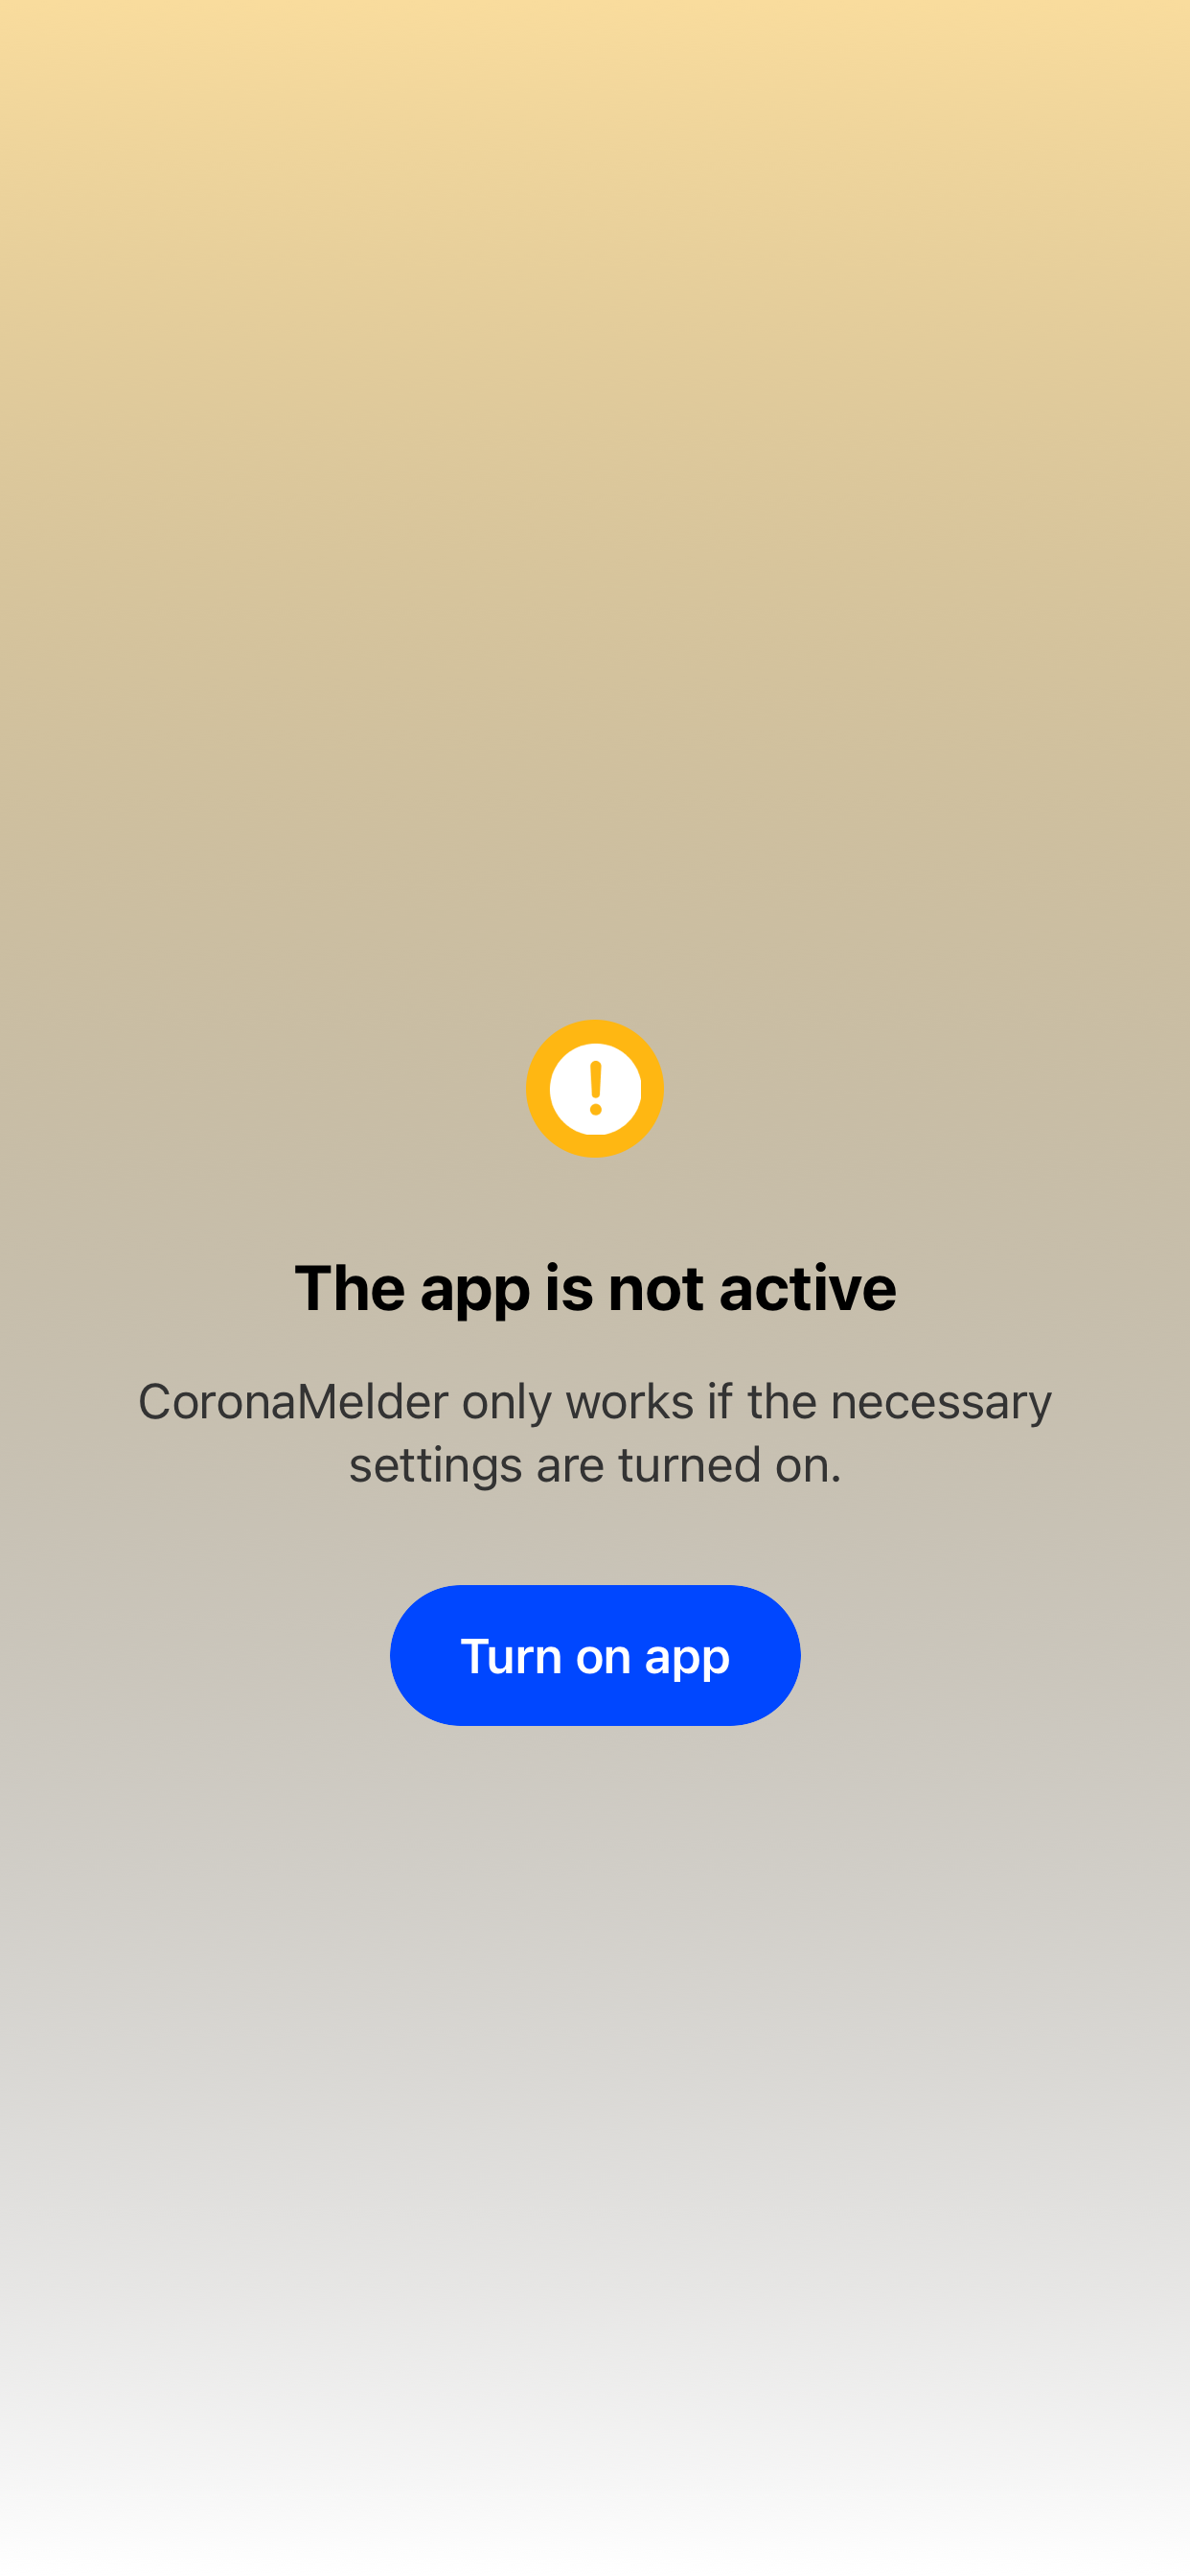 The app is not active
CoronaMelder only works if the necessary
settings are turned on.
Turn on app